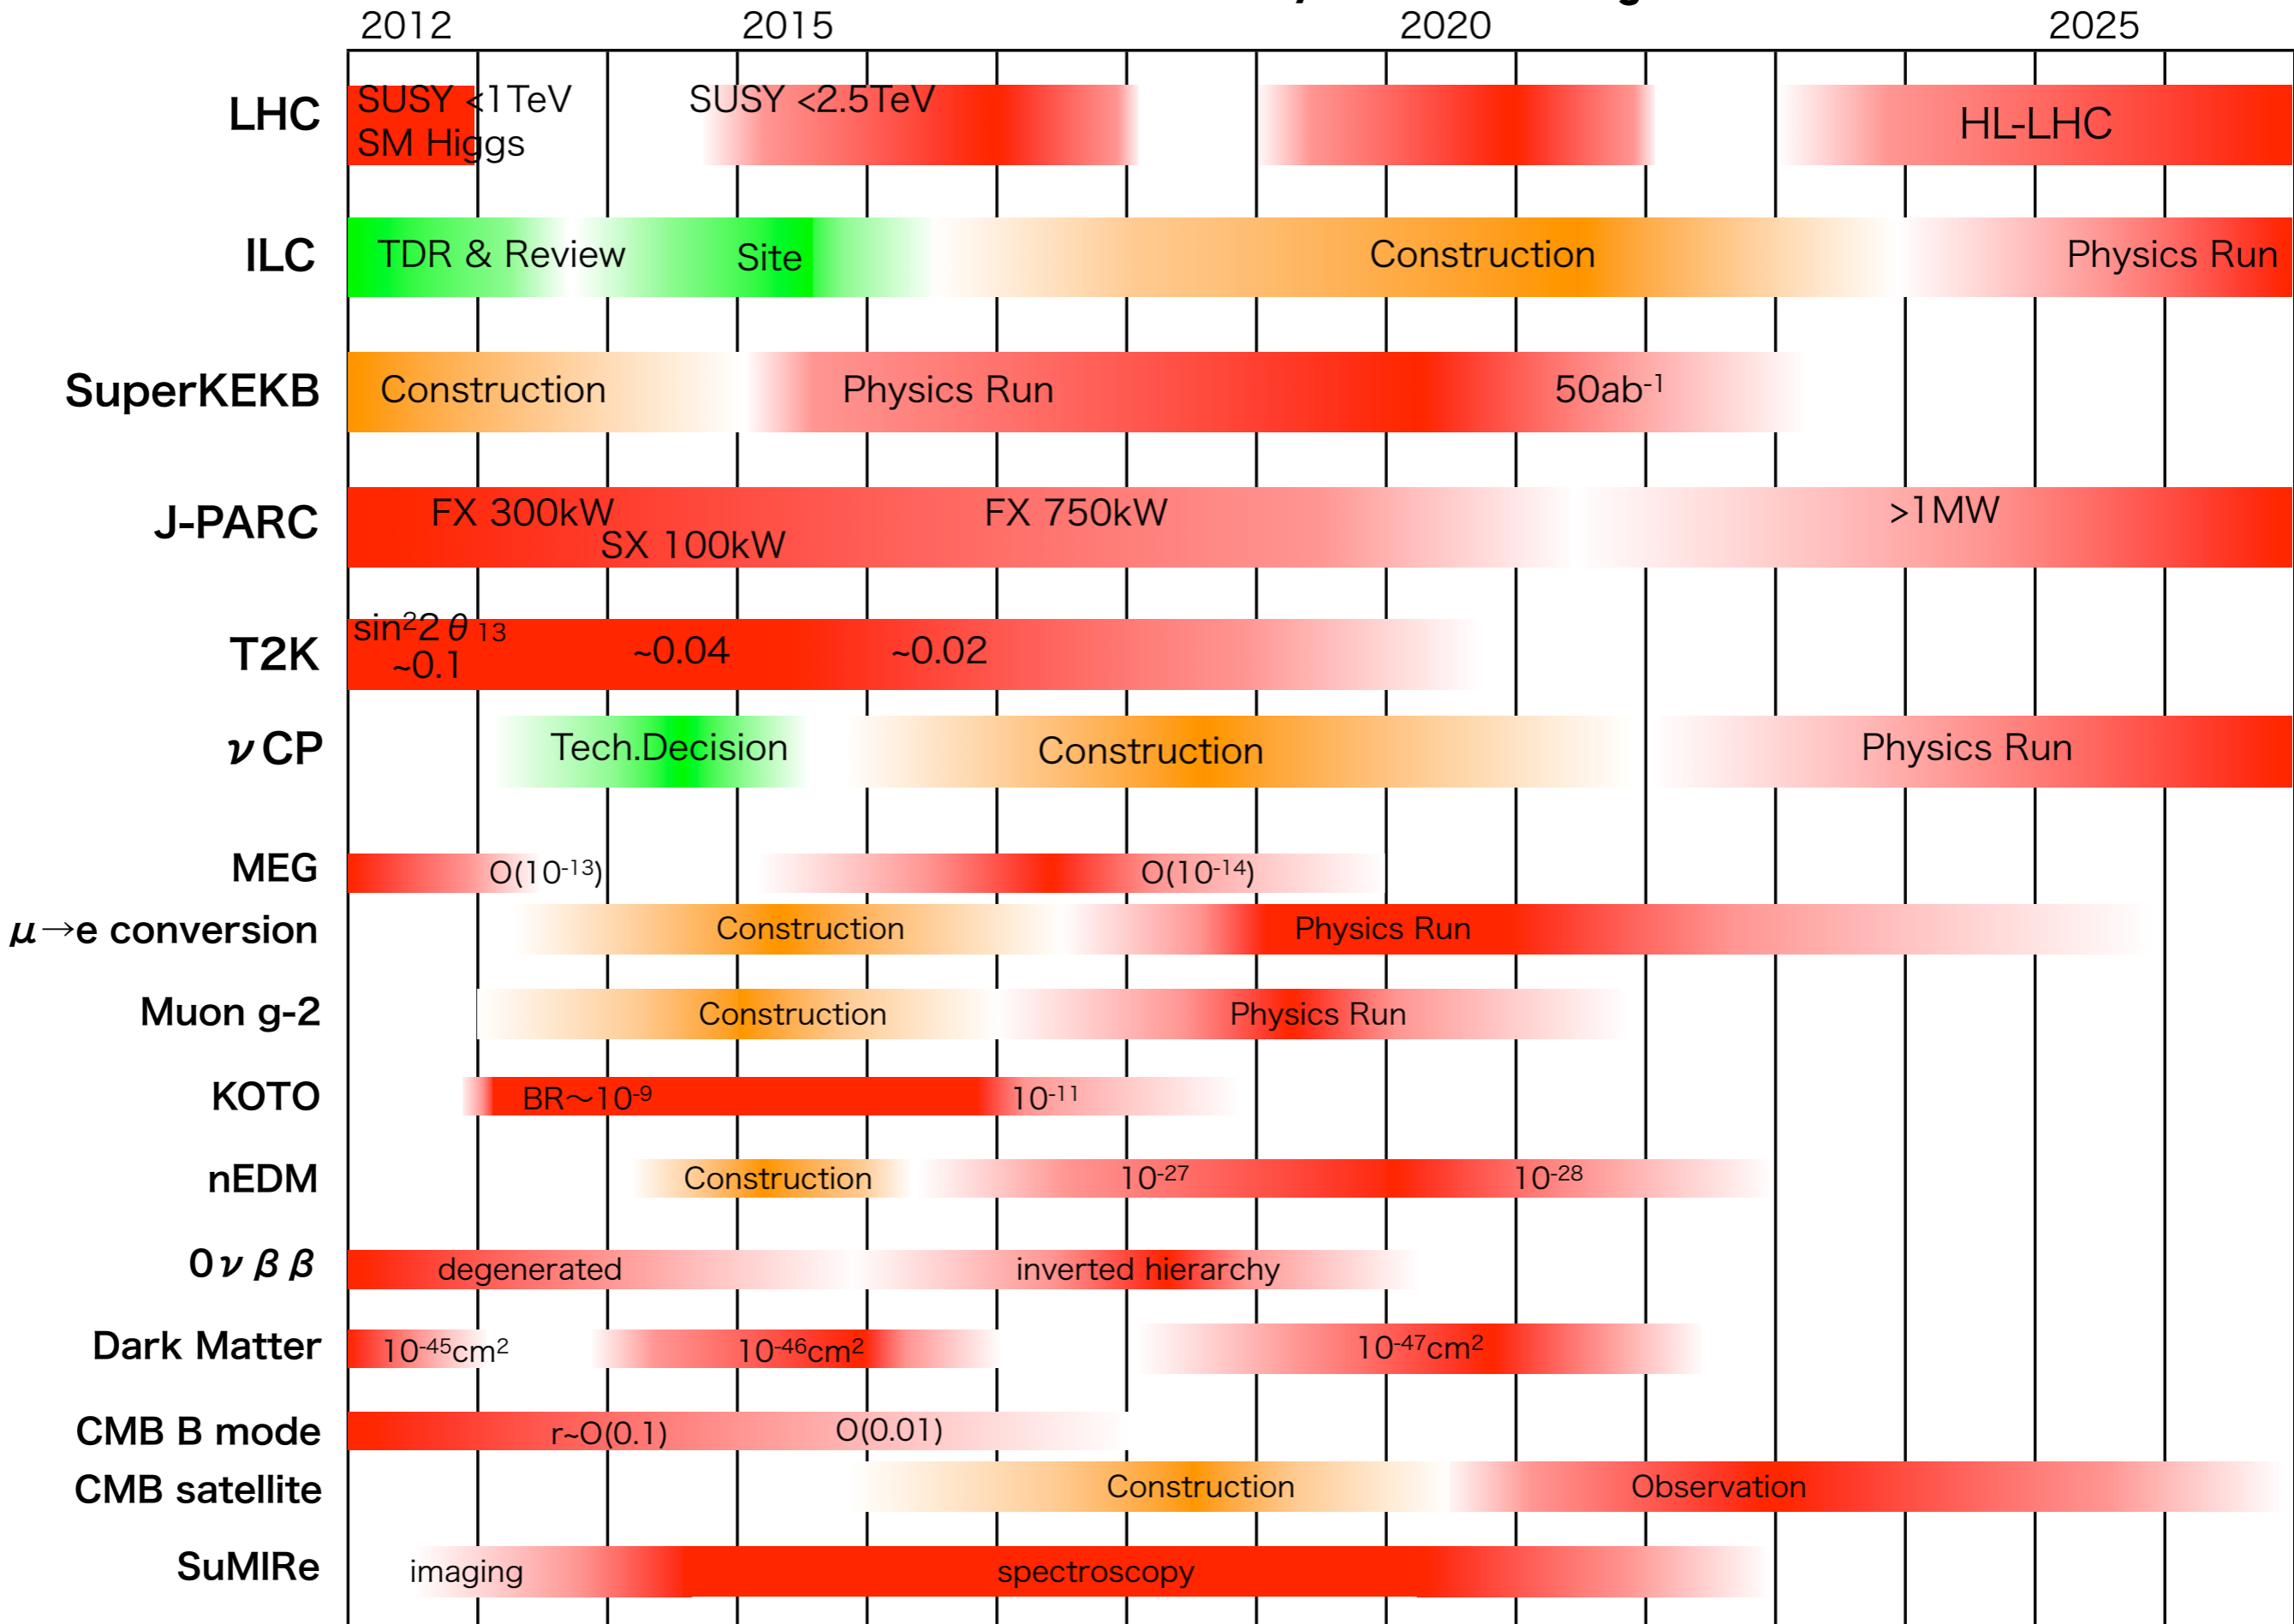 2012 2015 2020 2025
LHC SUSY <1TeV SUSY <2.5TeV HL-LHC
SM Higgs
ILC TDR & Review Site Construction Physics Run
SuperKEKB Construction Physics Run 50ab⁻¹
J-PARC FX 300kW FX 750kW >1MW
SX 100kW
T2K sin²2θ₁₃ ~0.04 ~0.02
~0.1
νCP Tech.Decision Construction Physics Run
MEG O(10⁻¹³) O(10⁻¹⁴)
μ→e conversion Construction Physics Run
Muon g-2 Construction Physics Run
KOTO BR〜10⁻⁹ 10⁻¹¹
nEDM Construction 10⁻²⁷ 10⁻²⁸
0νββ degenerated inverted hierarchy
Dark Matter 10⁻⁴⁵cm² 10⁻⁴⁶cm² 10⁻⁴⁷cm²
CMB B mode r~O(0.1) O(0.01)
CMB satellite Construction Observation
SuMIRe imaging spectroscopy